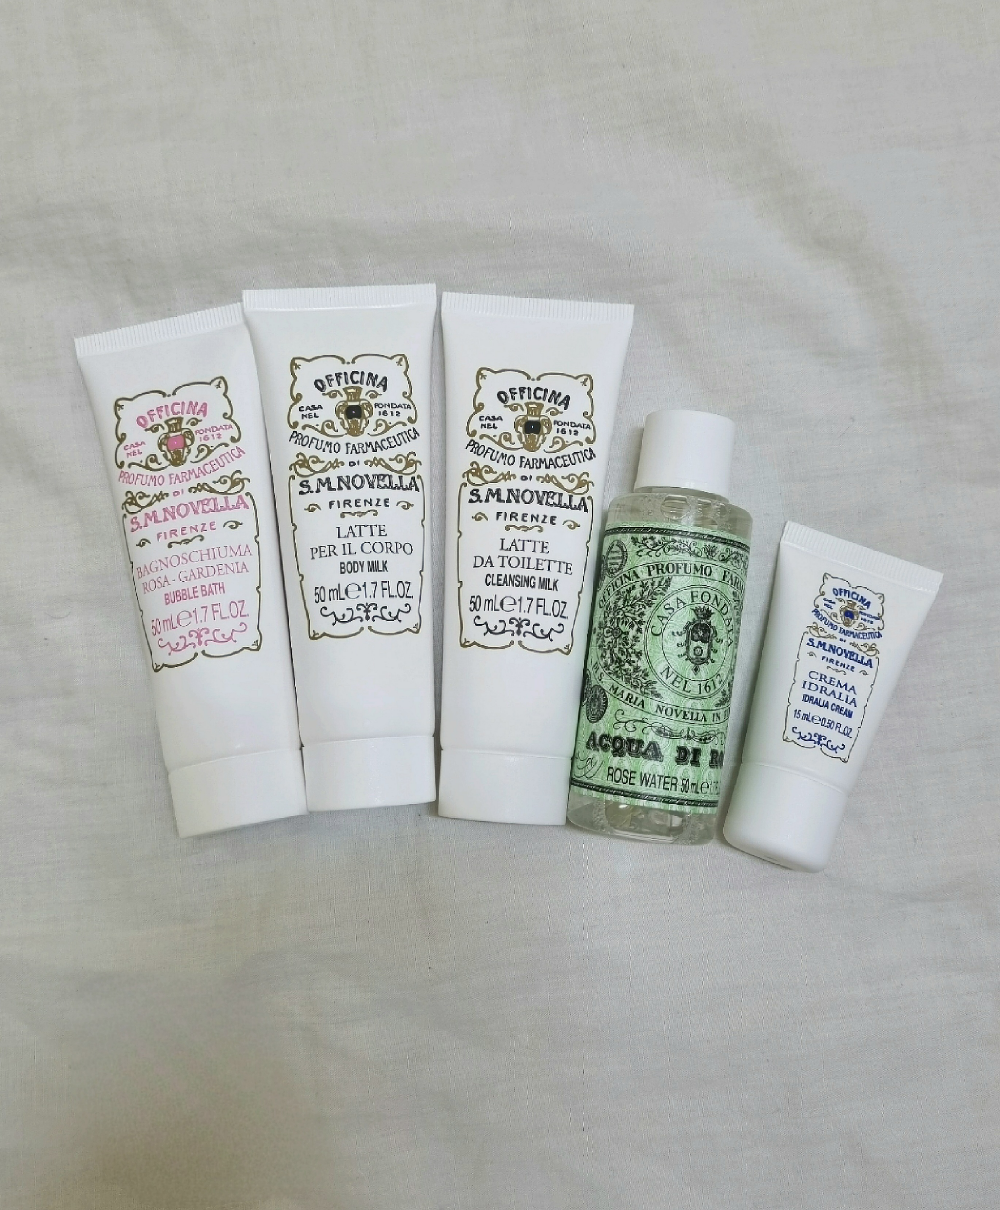 OFFICINA
CASA NEL FONDATA 1612
PROFUMO FARMACEUTICA
DI
S.M.NOVELLA
FIRENZE
BAGNOSCHIUMA
ROSA-GARDENIA
BUBBLE BATH
50 mL e 1.7 FL.OZ.
OFFICINA
CASA NEL FONDATA 1612
PROFUMO FARMACEUTICA
DI
S.M.NOVELLA
FIRENZE
LATTE
PER IL CORPO
BODY MILK
50 mL e 1.7 FL.OZ.
OFFICINA
CASA NEL FONDATA 1612
PROFUMO FARMACEUTICA
DI
S.M.NOVELLA
FIRENZE
LATTE
DA TOILETTE
CLEANSING MILK
50 mL e 1.7 FL.OZ.
OFFICINA PROFUMO
CASA FOND
NEL 1612
MARIA NOVELLA IN
ACQUA DI
ROSE WATER 50 mL e
OFFICINA
PROFUMO FARMACEUTICA
DI
S.M.NOVELLA
FIRENZE
CREMA
IDRALIA
IDRALIA CREAM
15 mL e 0.50 FL.OZ.